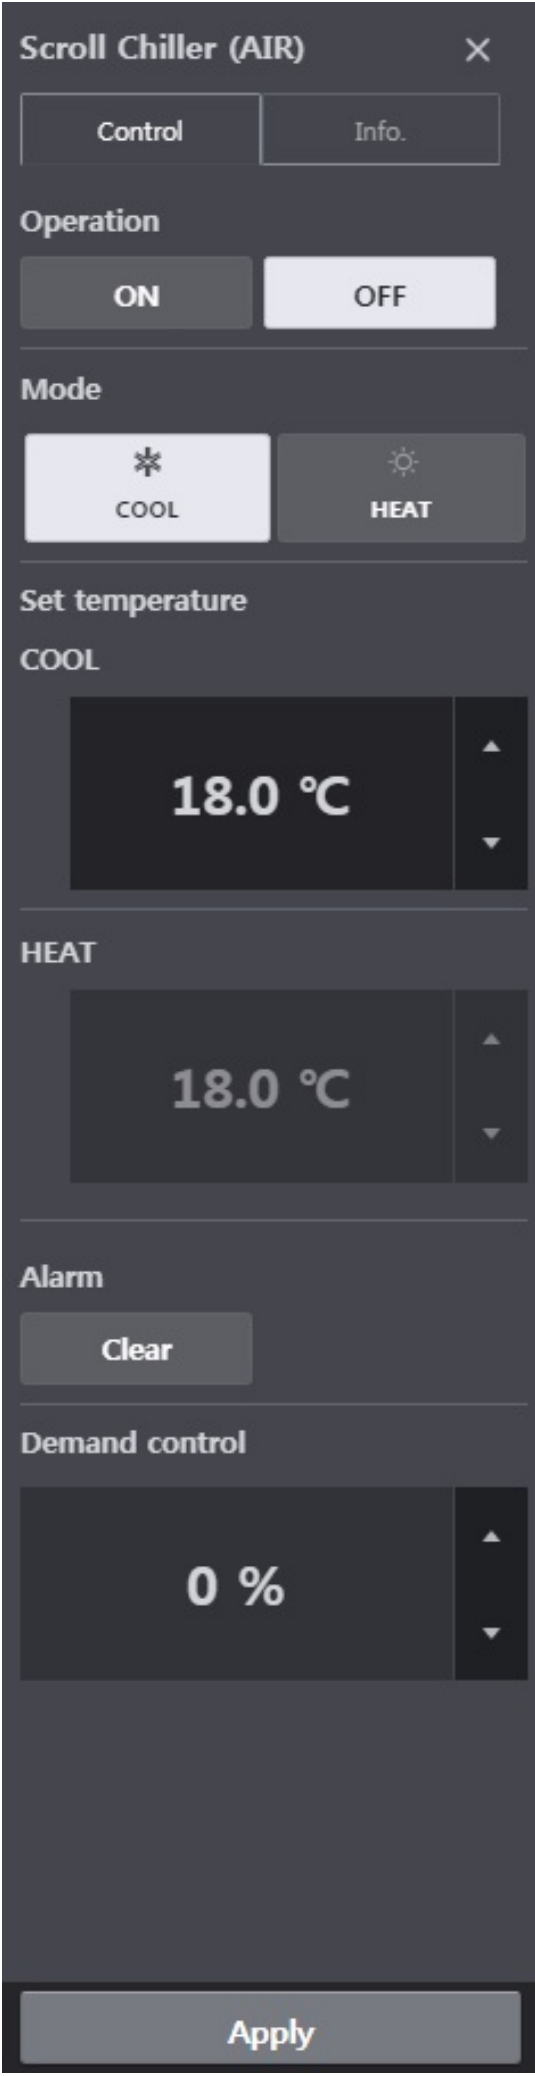 Scroll Chiller (AIR)
Control Info.
Operation
ON OFF
Mode
COOL HEAT
Set temperature
COOL
18.0 ℃
HEAT
18.0 ℃
Alarm
Clear
Demand control
0 %
Apply